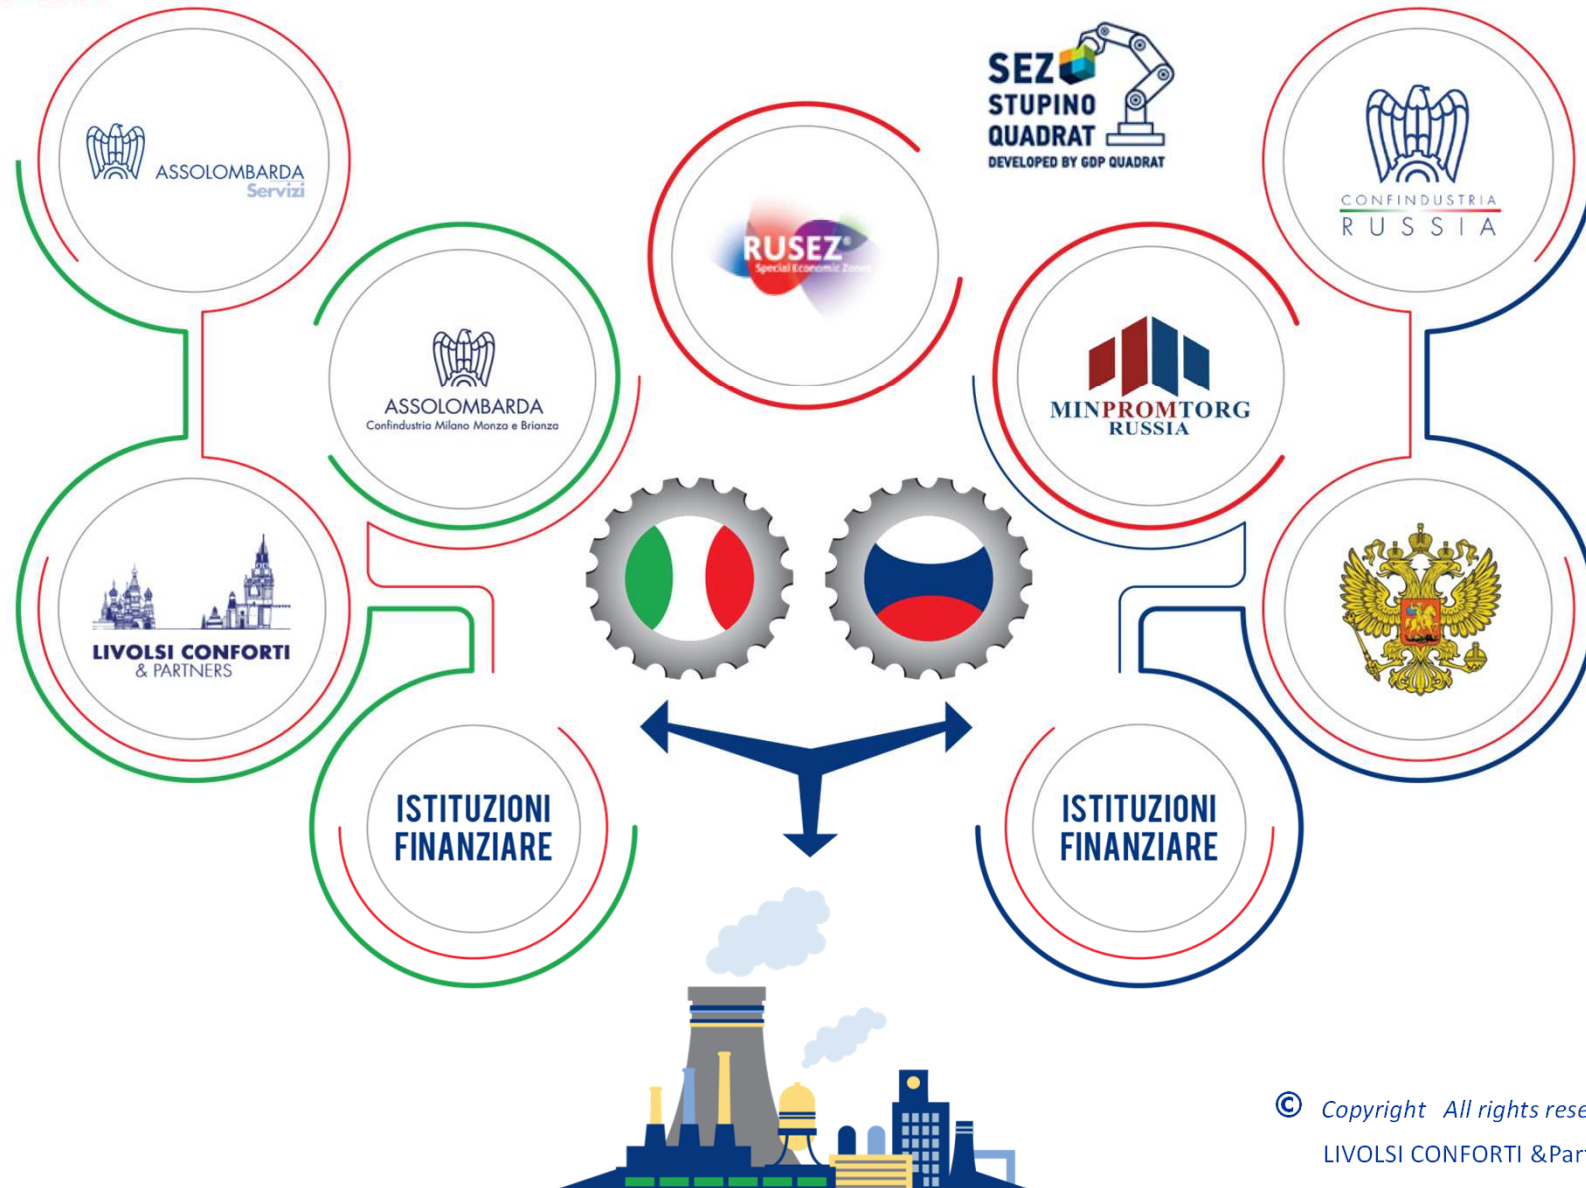 ASSOLOMBARDA
Servizi
SEZ
STUPINO
QUADRAT
DEVELOPED BY GDP QUADRAT
CONFINDUSTRIA
RUSSIA
RUSEZ®
Special Economic Zones
ASSOLOMBARDA
Confindustria Milano Monza e Brianza
MINPROMTORG
RUSSIA
LIVOLSI CONFORTI
& PARTNERS
ISTITUZIONI
FINANZIARE
ISTITUZIONI
FINANZIARE
© Copyright All rights rese
LIVOLSI CONFORTI &Part